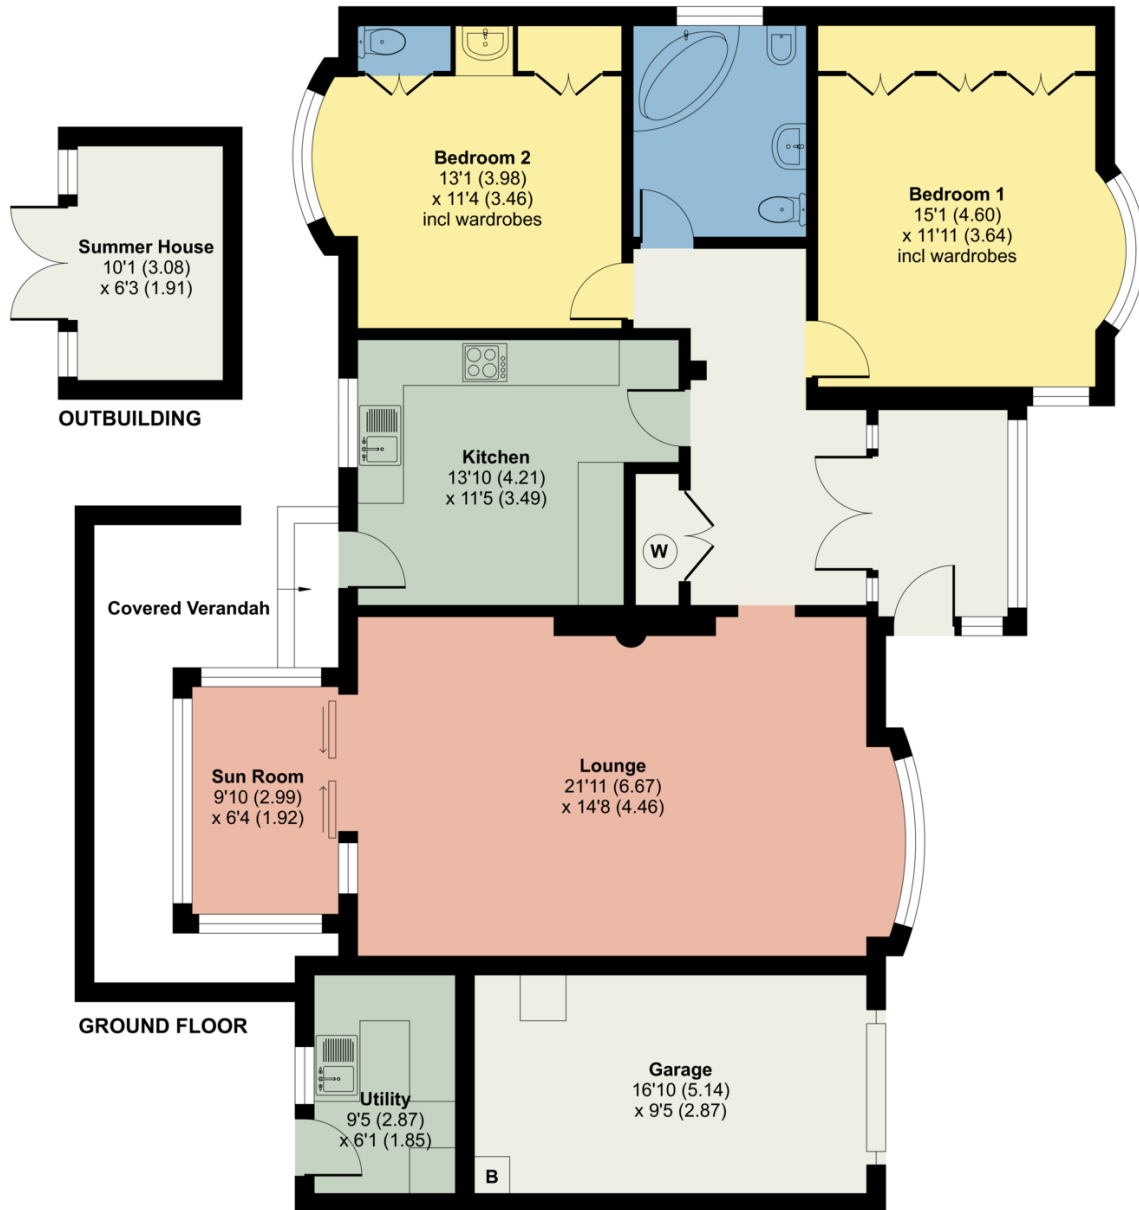 Bedroom 2
13'1 (3.98)
x 11'4 (3.46)
incl wardrobes
Bedroom 1
15'1 (4.60)
x 11'11 (3.64)
incl wardrobes
Summer House
10'1 (3.08)
x 6'3 (1.91)
OUTBUILDING
Kitchen
13'10 (4.21)
x 11'5 (3.49)
W
Covered Verandah
Sun Room
9'10 (2.99)
x 6'4 (1.92)
Lounge
21'11 (6.67)
x 14'8 (4.46)
GROUND FLOOR
Utility
9'5 (2.87)
x 6'1 (1.85)
Garage
16'10 (5.14)
x 9'5 (2.87)
B